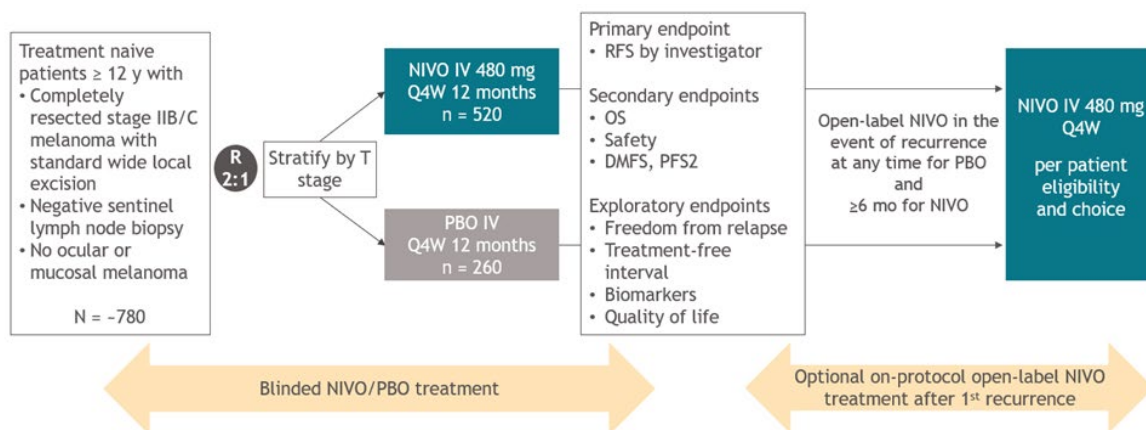 Treatment naive
patients ≥ 12 y with
• Completely
resected stage IIB/C
melanoma with
standard wide local
excision
• Negative sentinel
lymph node biopsy
• No ocular or
mucosal melanoma
N = ~780
R
2:1
Stratify by T
stage
NIVO IV 480 mg
Q4W 12 months
n = 520
PBO IV
Q4W 12 months
n = 260
Primary endpoint
• RFS by investigator
Secondary endpoints
• OS
• Safety
• DMFS, PFS2
Exploratory endpoints
• Freedom from relapse
• Treatment-free
interval
• Biomarkers
• Quality of life
Open-label NIVO in the
event of recurrence
at any time for PBO
and
≥6 mo for NIVO
NIVO IV 480 mg
Q4W
per patient
eligibility
and choice
Blinded NIVO/PBO treatment
Optional on-protocol open-label NIVO
treatment after 1st recurrence